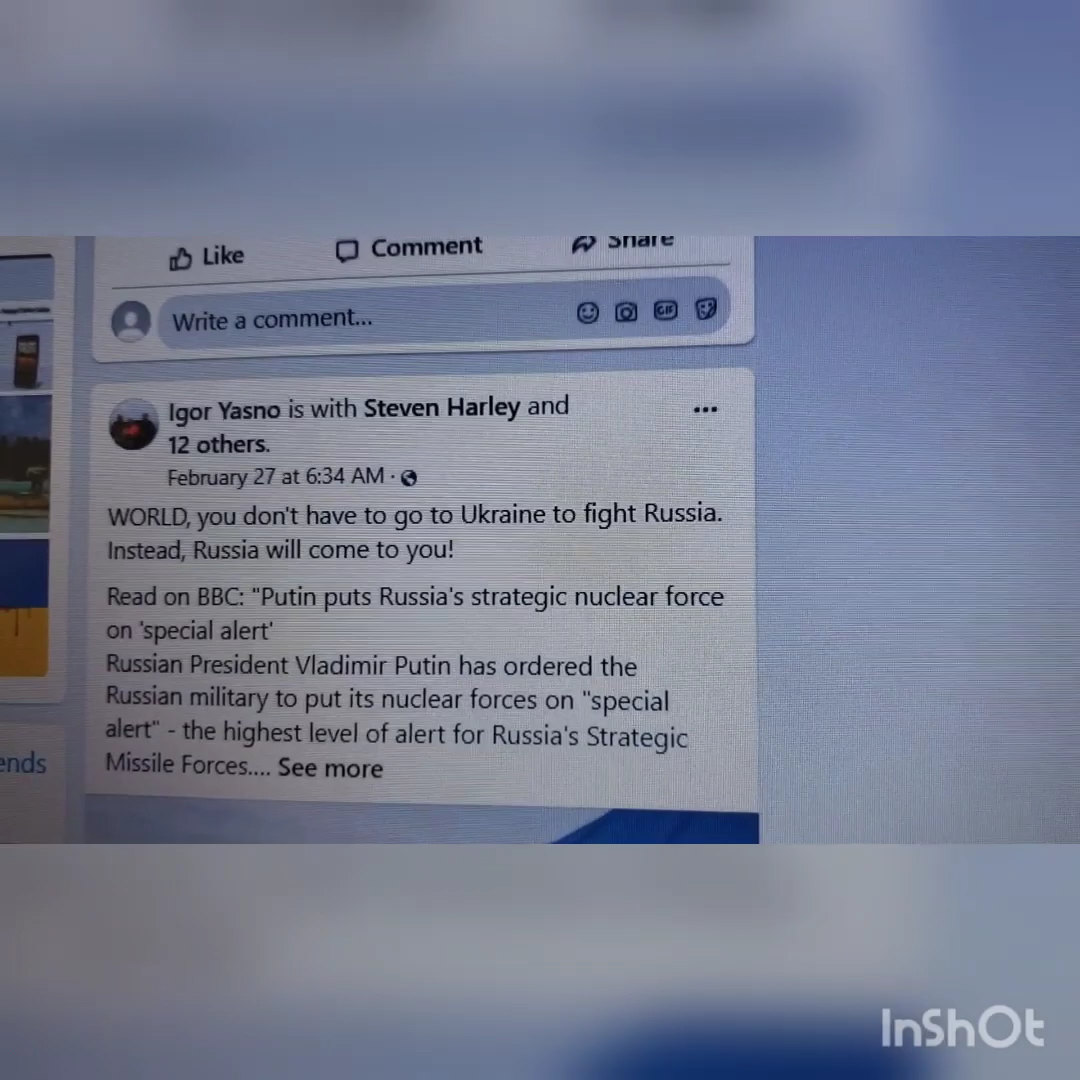 Like Comment Share
Write a comment...
GIF
Igor Yasno is with Steven Harley and
12 others.
February 27 at 6:34 AM ·
WORLD, you don't have to go to Ukraine to fight Russia.
Instead, Russia will come to you!
Read on BBC: "Putin puts Russia's strategic nuclear force
on 'special alert'
Russian President Vladimir Putin has ordered the
Russian military to put its nuclear forces on "special
alert" - the highest level of alert for Russia's Strategic
Missile Forces.... See more
ends
InShOt